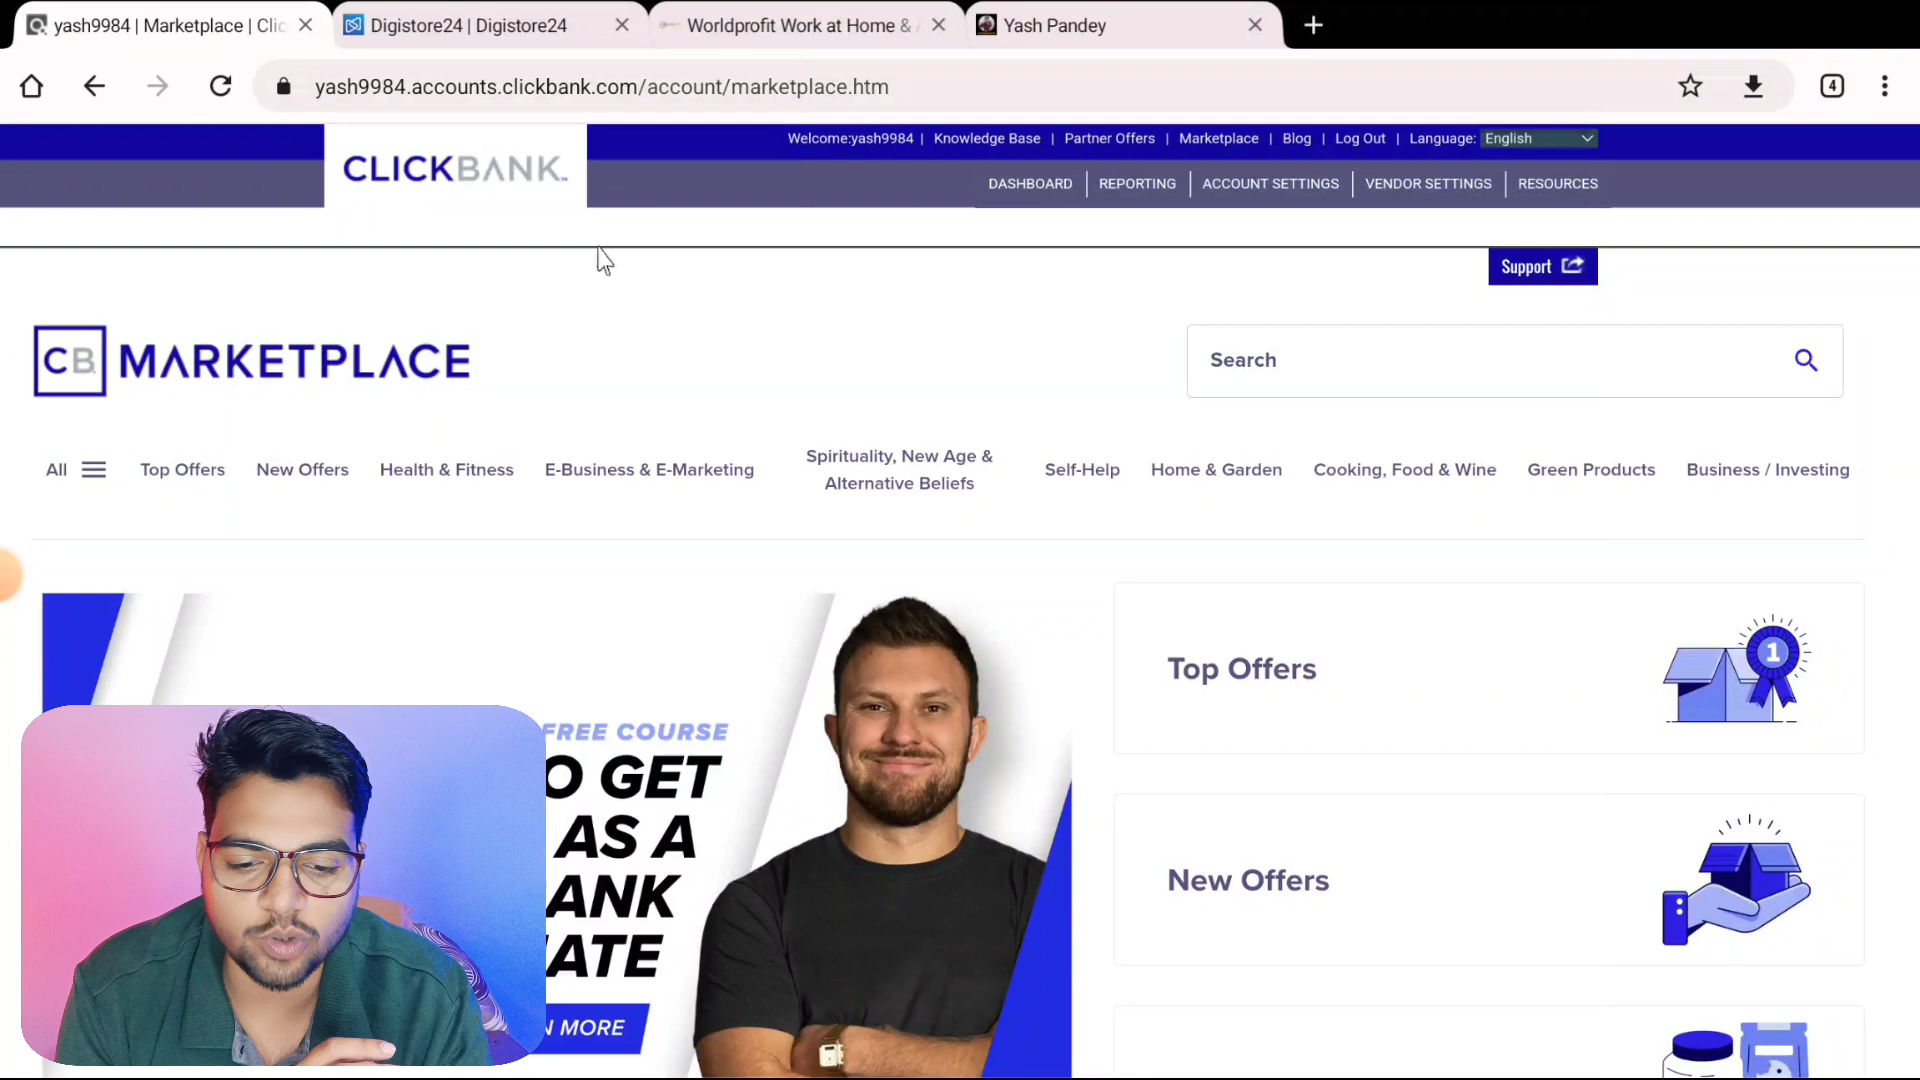 yash9984 | Marketplace | Clic
Digistore24 | Digistore24
Worldprofit Work at Home &
Yash Pandey
yash9984.accounts.clickbank.com/account/marketplace.htm
4
Welcome:yash9984 | Knowledge Base | Partner Offers | Marketplace | Blog | Log Out | Language: English
CLICKBANK
DASHBOARD | REPORTING | ACCOUNT SETTINGS | VENDOR SETTINGS | RESOURCES
Support
CB MARKETPLACE
Search
All
Top Offers
New Offers
Health & Fitness
E-Business & E-Marketing
Spirituality, New Age &
Alternative Beliefs
Self-Help
Home & Garden
Cooking, Food & Wine
Green Products
Business / Investing
FREE COURSE
O GET
AS A
ANK
IATE
N MORE
Top Offers
1
New Offers